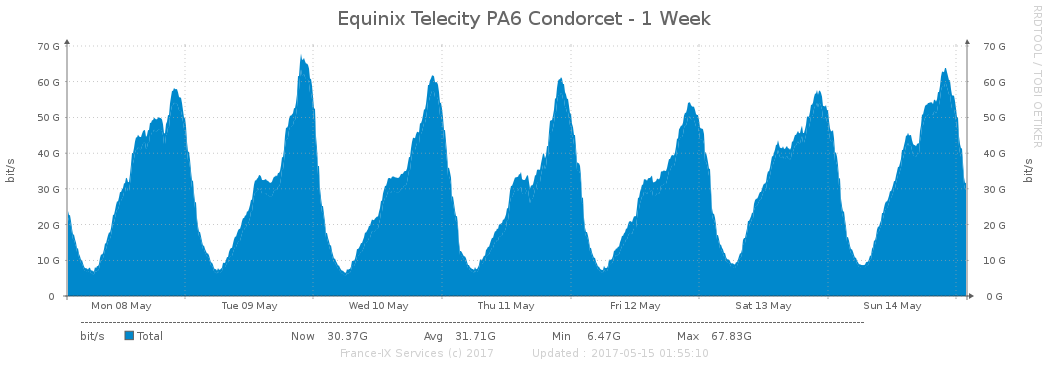 Equinix Telecity PA6 Condorcet - 1 Week
RRDTOOL / TOBI OETIKER
70 G 70 G
60 G 60 G
50 G 50 G
40 G 40 G
30 G 30 G
20 G 20 G
10 G 10 G
0 0 G
bit/s
bit/s
Mon 08 May Tue 09 May Wed 10 May Thu 11 May Fri 12 May Sat 13 May Sun 14 May
bit/s Total Now 30.37G Avg 31.71G Min 6.47G Max 67.83G
France-IX Services (c) 2017 Updated : 2017-05-15 01:55:10